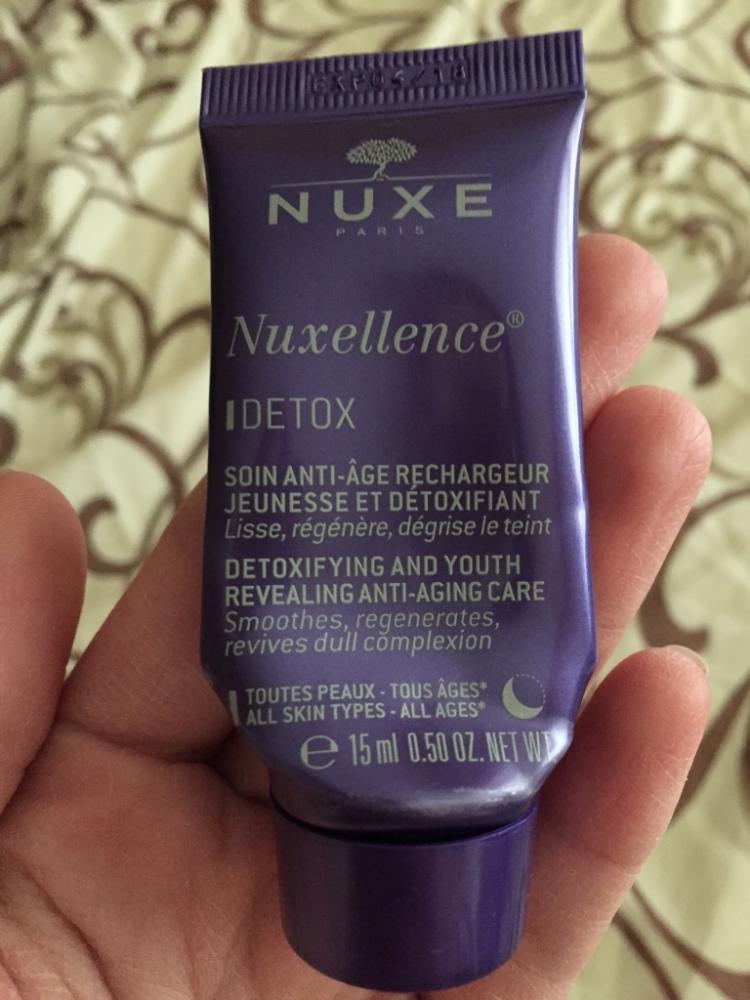 EXP04/18
NUXE
PARIS
Nuxellence®
DETOX
SOIN ANTI-ÂGE RECHARGEUR
JEUNESSE ET DÉTOXIFIANT
Lisse, régénère, dégrise le teint
DETOXIFYING AND YOUTH
REVEALING ANTI-AGING CARE
Smoothes, regenerates,
revives dull complexion
TOUTES PEAUX - TOUS ÂGES*
ALL SKIN TYPES - ALL AGES*
℮ 15 ml 0.50 OZ. NET WT.